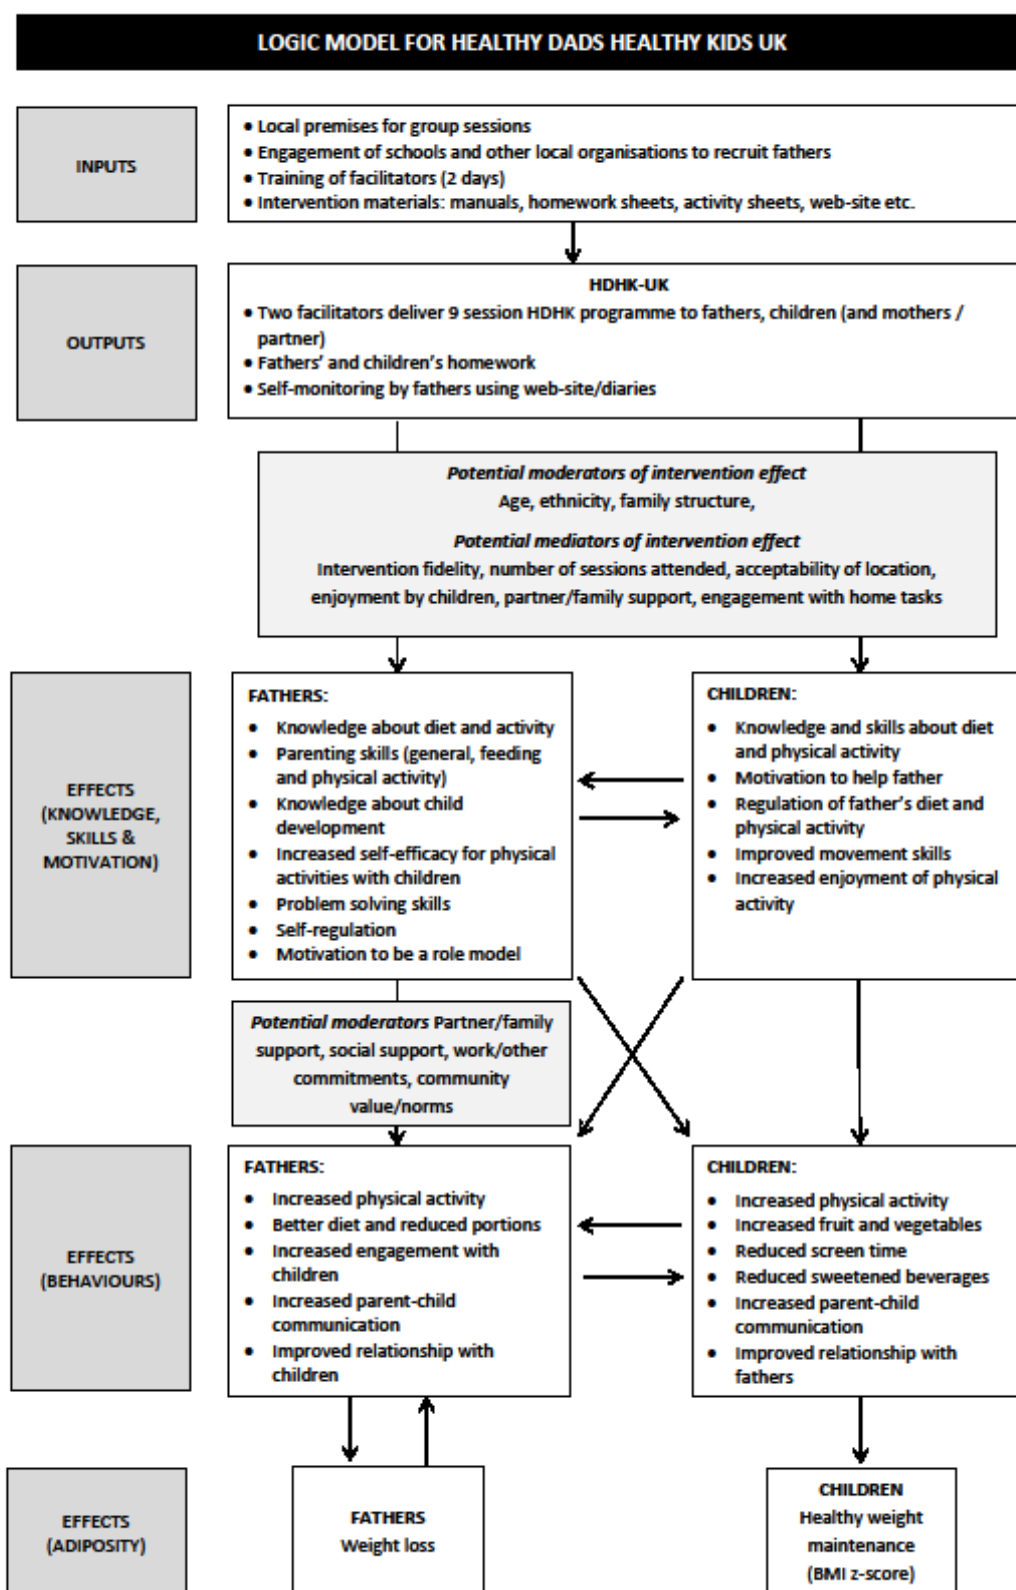 LOGIC MODEL FOR HEALTHY DADS HEALTHY KIDS UK
INPUTS
• Local premises for group sessions
• Engagement of schools and other local organisations to recruit fathers
• Training of facilitators (2 days)
• Intervention materials: manuals, homework sheets, activity sheets, web-site etc.
OUTPUTS
HDHK-UK
• Two facilitators deliver 9 session HDHK programme to fathers, children (and mothers /
partner)
• Fathers' and children's homework
• Self-monitoring by fathers using web-site/diaries
Potential moderators of intervention effect
Age, ethnicity, family structure,
Potential mediators of intervention effect
Intervention fidelity, number of sessions attended, acceptability of location,
enjoyment by children, partner/family support, engagement with home tasks
EFFECTS
(KNOWLEDGE,
SKILLS &
MOTIVATION)
FATHERS:
• Knowledge about diet and activity
• Parenting skills (general, feeding
and physical activity)
• Knowledge about child
development
• Increased self-efficacy for physical
activities with children
• Problem solving skills
• Self-regulation
• Motivation to be a role model
CHILDREN:
• Knowledge and skills about diet
and physical activity
• Motivation to help father
• Regulation of father's diet and
physical activity
• Improved movement skills
• Increased enjoyment of physical
activity
Potential moderators Partner/family
support, social support, work/other
commitments, community
value/norms
EFFECTS
(BEHAVIOURS)
FATHERS:
• Increased physical activity
• Better diet and reduced portions
• Increased engagement with
children
• Increased parent-child
communication
• Improved relationship with
children
CHILDREN:
• Increased physical activity
• Increased fruit and vegetables
• Reduced screen time
• Reduced sweetened beverages
• Increased parent-child
communication
• Improved relationship with
fathers
EFFECTS
(ADIPOSITY)
FATHERS
Weight loss
CHILDREN
Healthy weight
maintenance
(BMI z-score)